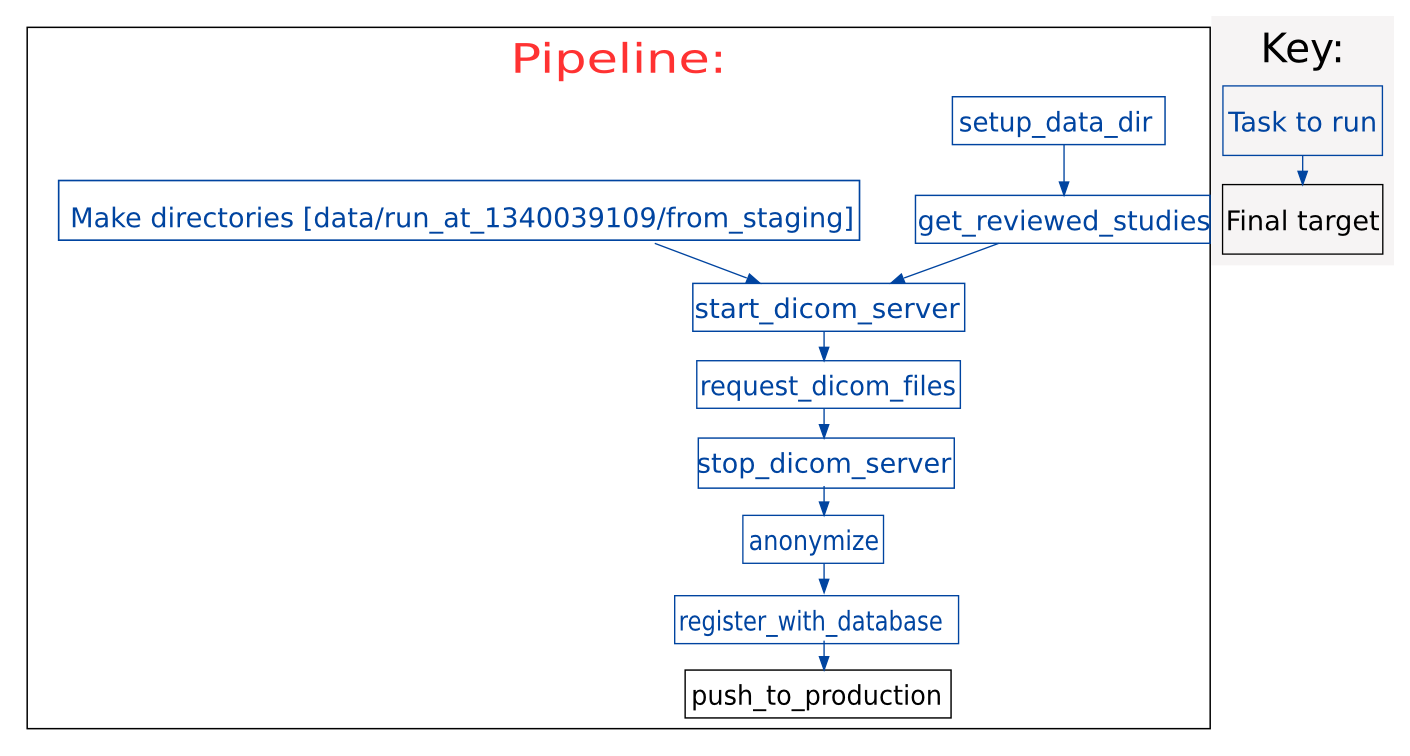 Pipeline:
setup_data_dir
Make directories [data/run_at_1340039109/from_staging]
get_reviewed_studies
start_dicom_server
request_dicom_files
stop_dicom_server
anonymize
register_with_database
push_to_production
Key:
Task to run
Final target